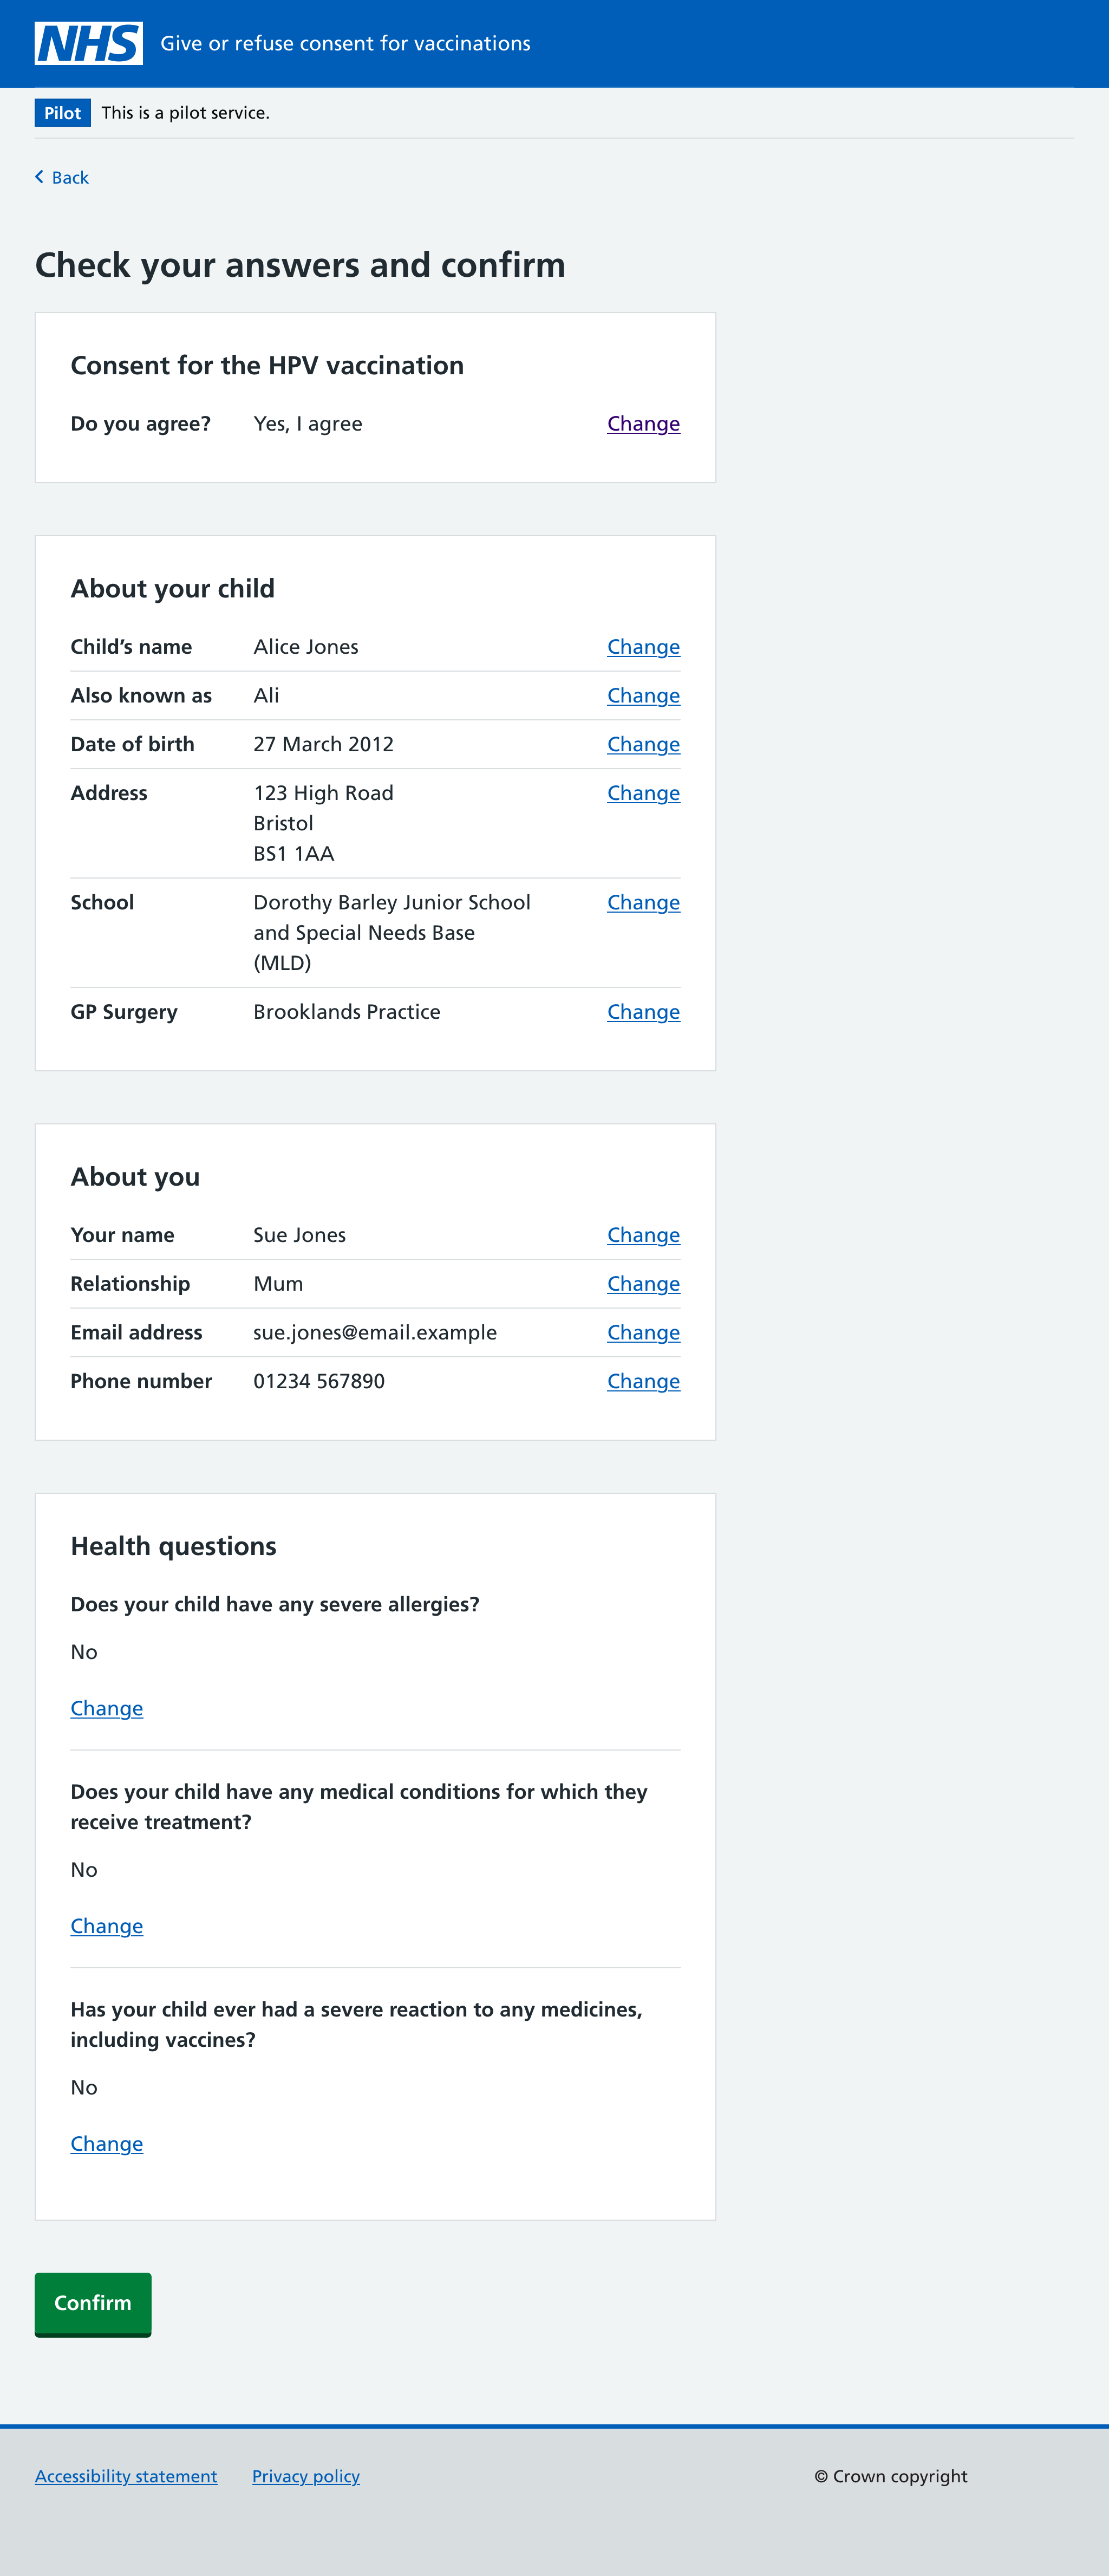 NHS Give or refuse consent for vaccinations
Pilot This is a pilot service.
Back
Check your answers and confirm
Consent for the HPV vaccination
Do you agree? Yes, I agree Change
About your child
Child’s name Alice Jones Change
Also known as Ali Change
Date of birth 27 March 2012 Change
Address 123 High Road Change
Bristol
BS1 1AA
School Dorothy Barley Junior School Change
and Special Needs Base
(MLD)
GP Surgery Brooklands Practice Change
About you
Your name Sue Jones Change
Relationship Mum Change
Email address sue.jones@email.example Change
Phone number 01234 567890 Change
Health questions
Does your child have any severe allergies?
No
Change
Does your child have any medical conditions for which they
receive treatment?
No
Change
Has your child ever had a severe reaction to any medicines,
including vaccines?
No
Change
Confirm
Accessibility statement Privacy policy © Crown copyright